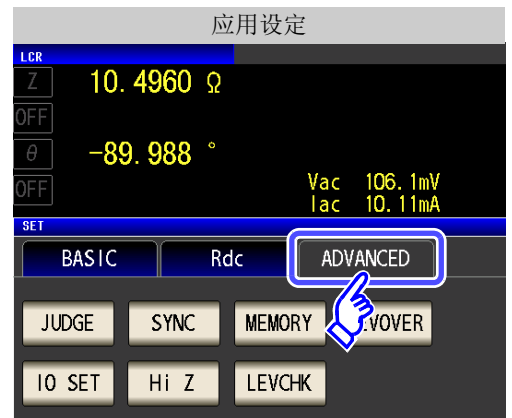 应用设定
LCR
Z 10.4960 Ω
OFF
θ -89.988 °
OFF
Vac 106.1mV
Iac 10.11mA
SET
BASIC Rdc ADVANCED
JUDGE SYNC MEMORY VOVER
IO SET Hi Z LEVCHK